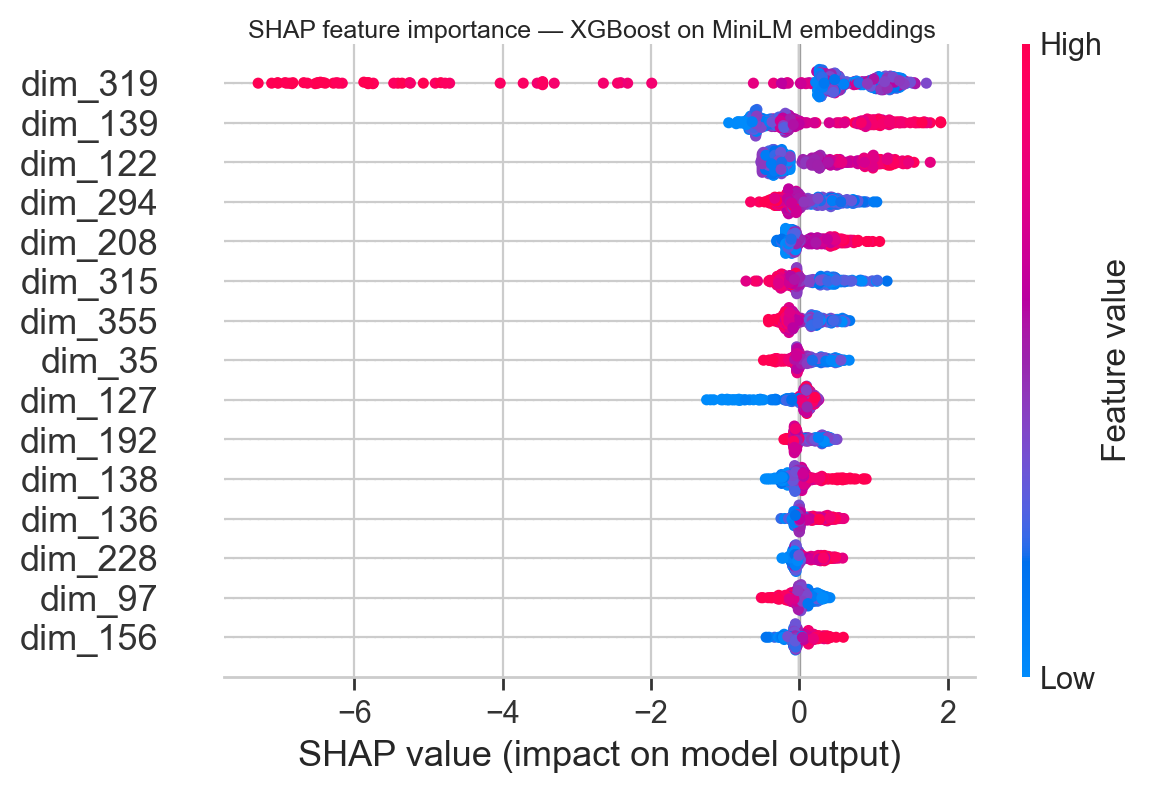 SHAP feature importance — XGBoost on MiniLM embeddings
High
dim_319
dim_139
dim_122
dim_294
dim_208
dim_315
dim_355
dim_35
dim_127
dim_192
dim_138
dim_136
dim_228
dim_97
dim_156
Feature value
Low
−6 −4 −2 0 2
SHAP value (impact on model output)